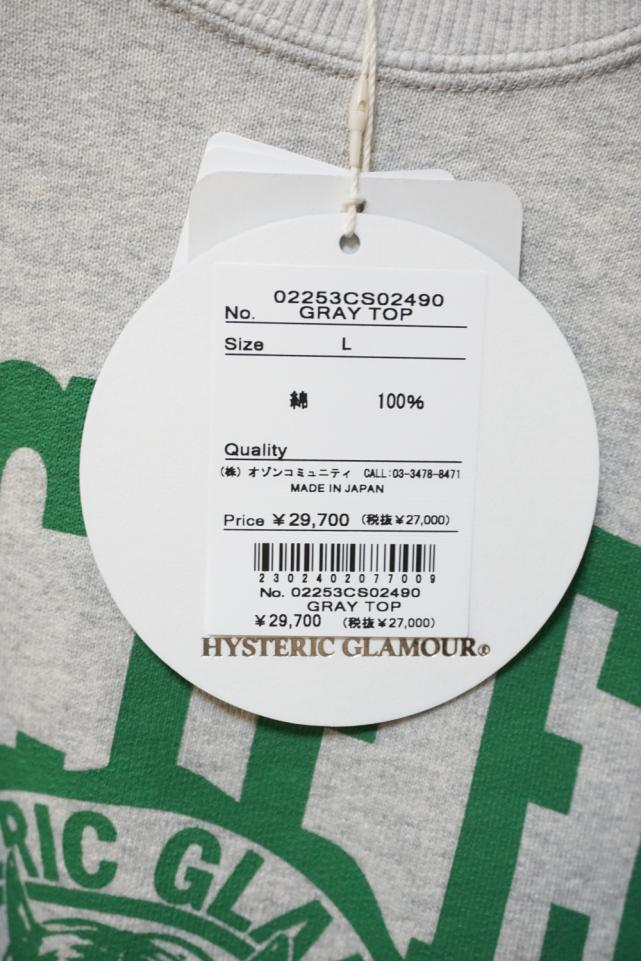 02253CS02490
No. GRAY TOP
Size L
綿 100%
Quality
(株) オゾンコミュニティ CALL:03-3478-8471
MADE IN JAPAN
Price ¥29,700 (税抜¥27,000)
2302402077009
No. 02253CS02490
GRAY TOP
¥29,700 (税抜¥27,000)
HYSTERIC GLAMOUR®